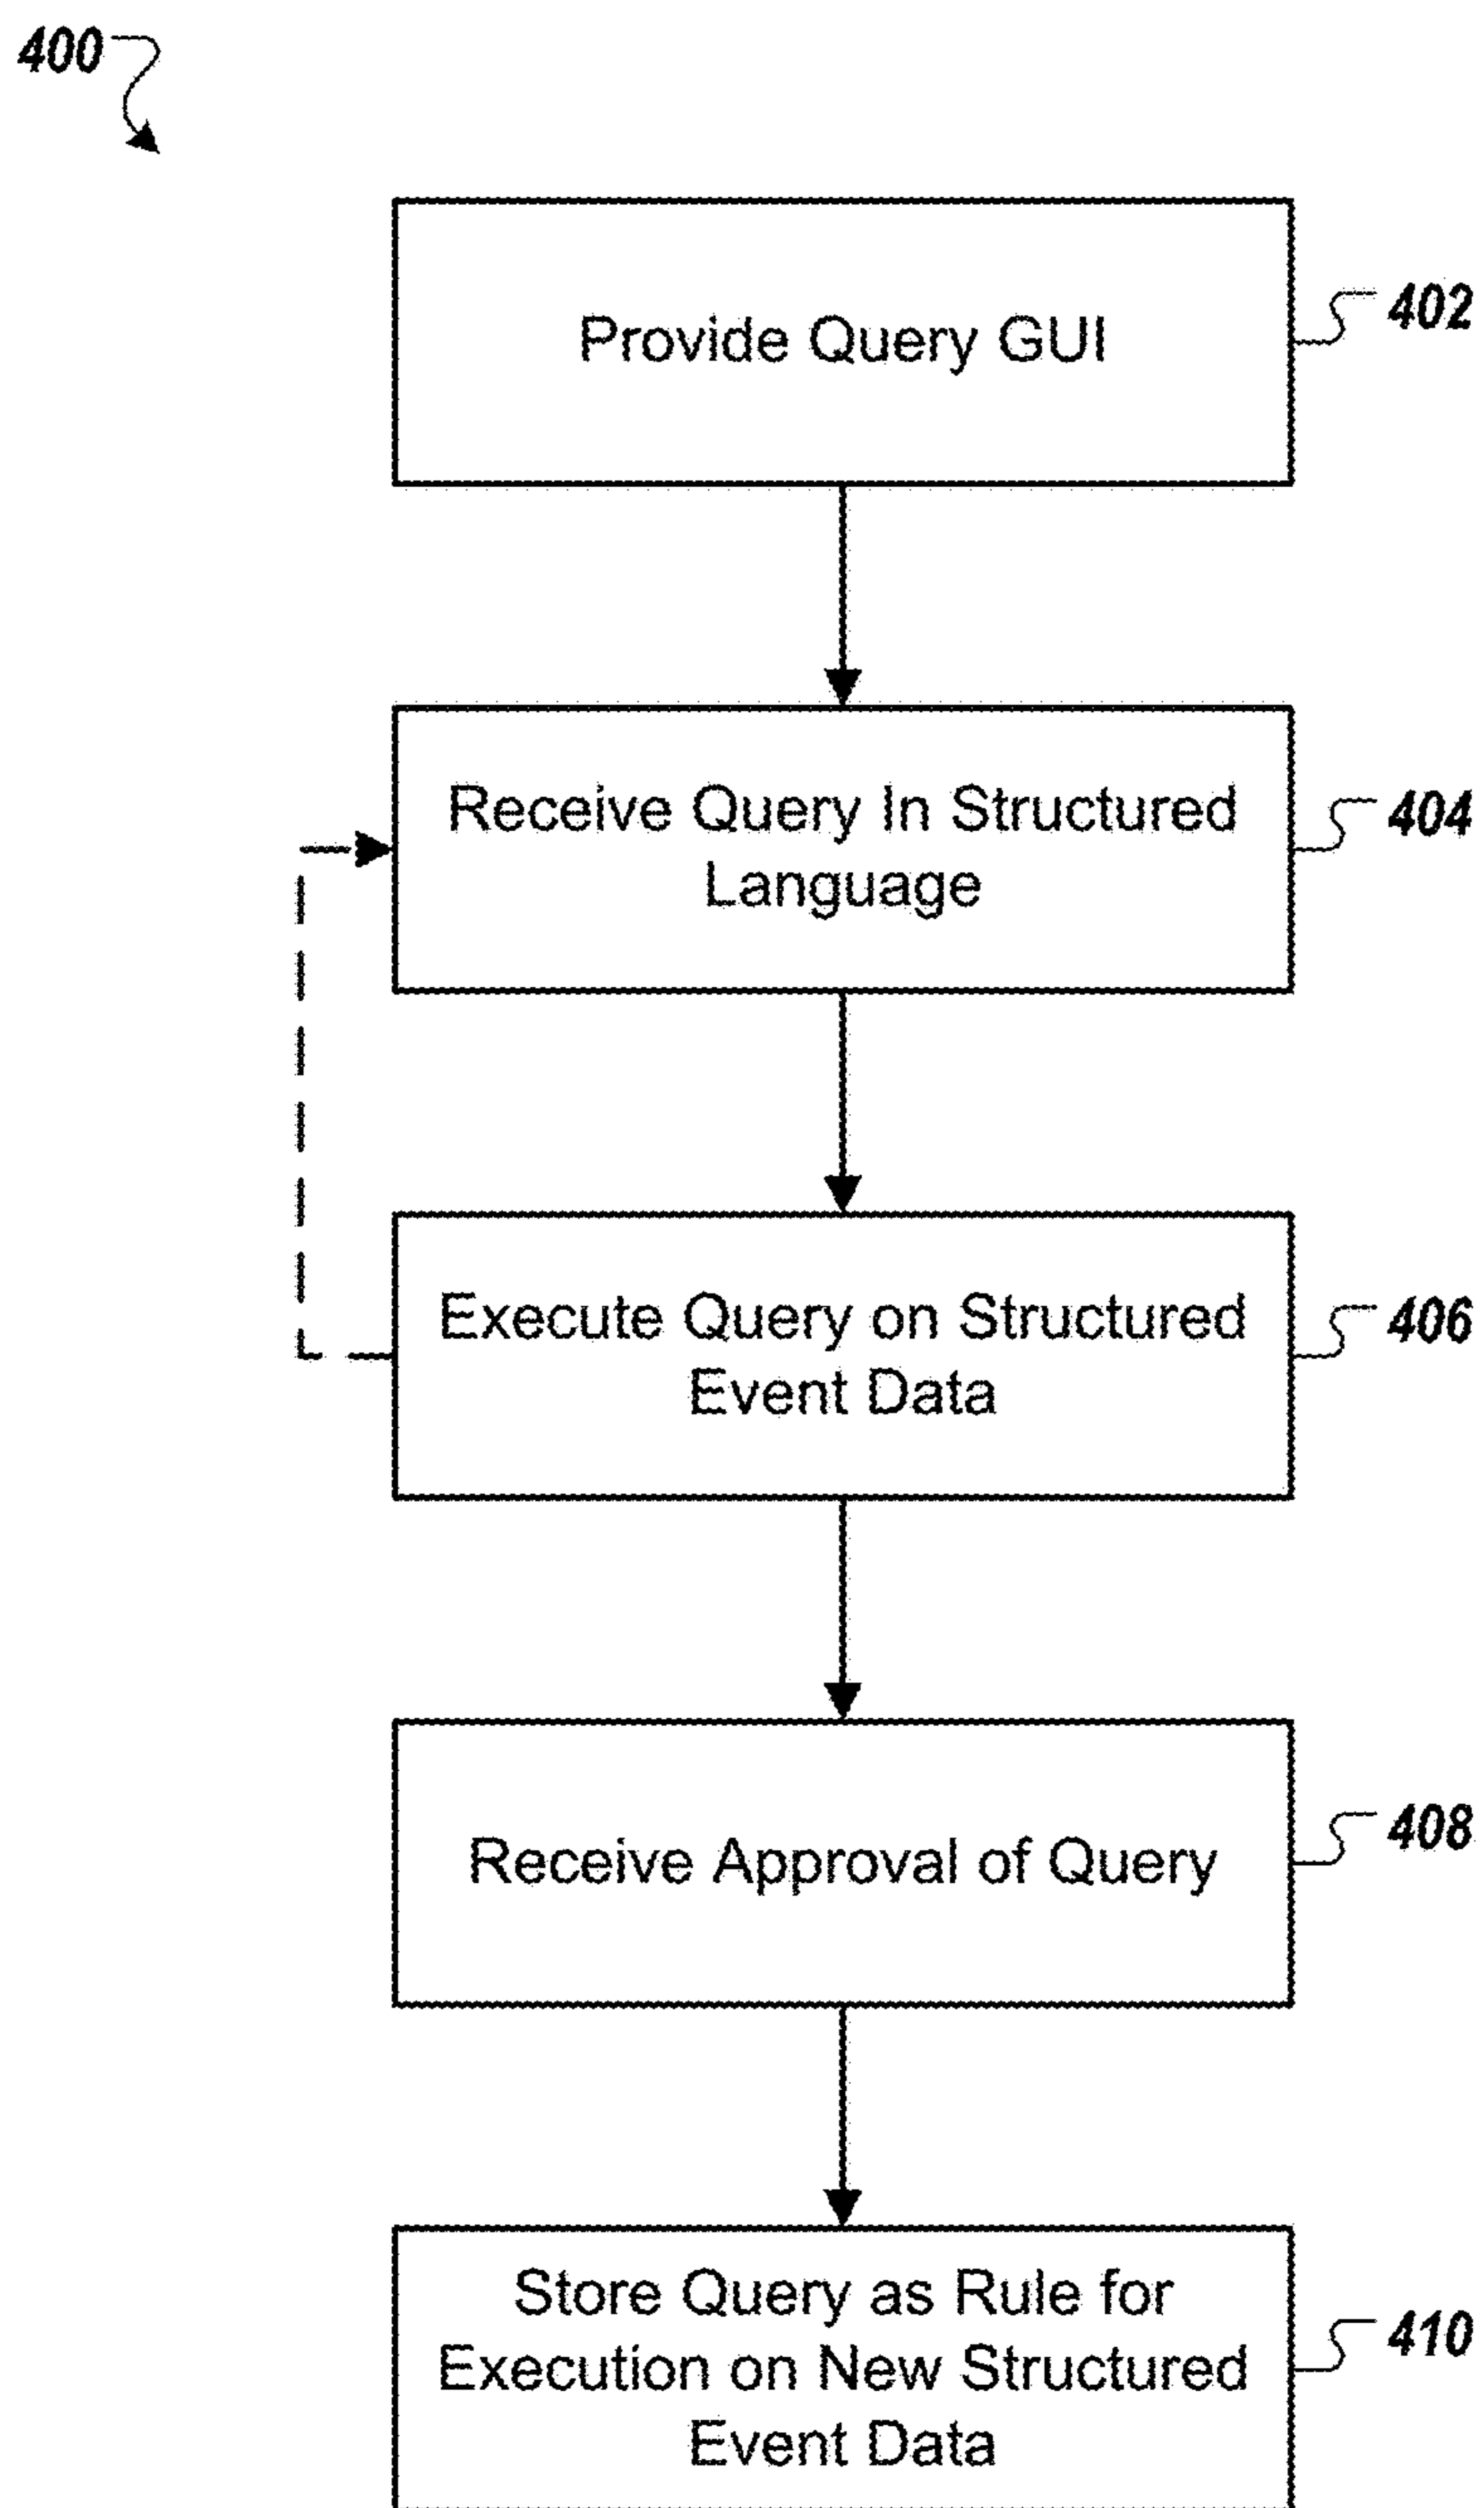 400
Provide Query GUI
402
Receive Query In Structured
Language
404
Execute Query on Structured
Event Data
406
Receive Approval of Query
408
Store Query as Rule for
Execution on New Structured
Event Data
410